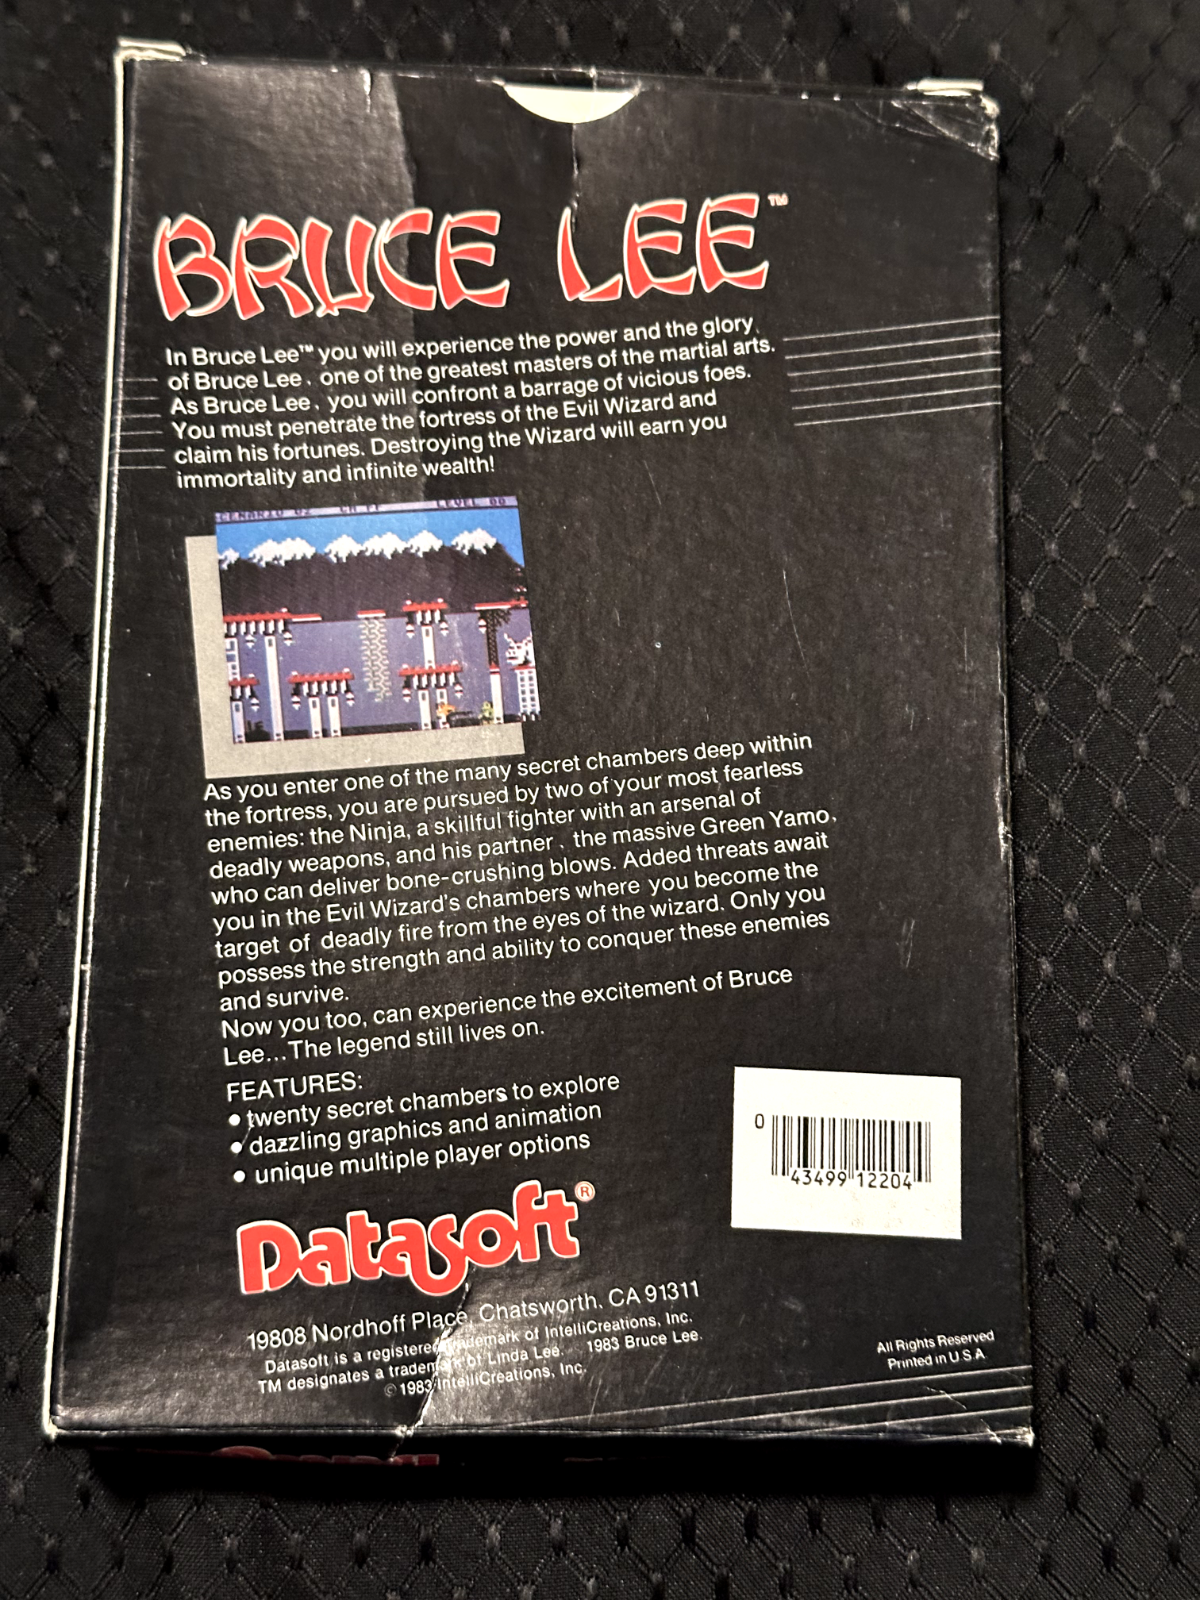 BRUCE LEE™
In Bruce Lee™ you will experience the power and the glory
of Bruce Lee, one of the greatest masters of the martial arts.
As Bruce Lee, you will confront a barrage of vicious foes.
You must penetrate the fortress of the Evil Wizard and
claim his fortunes. Destroying the Wizard will earn you
immortality and infinite wealth!
LEVEL 00
As you enter one of the many secret chambers deep within
the fortress, you are pursued by two of your most fearless
enemies: the Ninja, a skillful fighter with an arsenal of
deadly weapons, and his partner, the massive Green Yamo,
who can deliver bone-crushing blows. Added threats await
you in the Evil Wizard's chambers where you become the
target of deadly fire from the eyes of the wizard. Only you
possess the strength and ability to conquer these enemies
and survive.
Now you too, can experience the excitement of Bruce
Lee...The legend still lives on.
FEATURES:
• twenty secret chambers to explore
• dazzling graphics and animation
• unique multiple player options
0 43499 12204
Datasoft®
19808 Nordhoff Place, Chatsworth, CA 91311
Datasoft is a registered trademark of IntelliCreations, Inc.
TM designates a trademark of Linda Lee. 1983 Bruce Lee.
© 1983 IntelliCreations, Inc.
All Rights Reserved
Printed in U.S.A